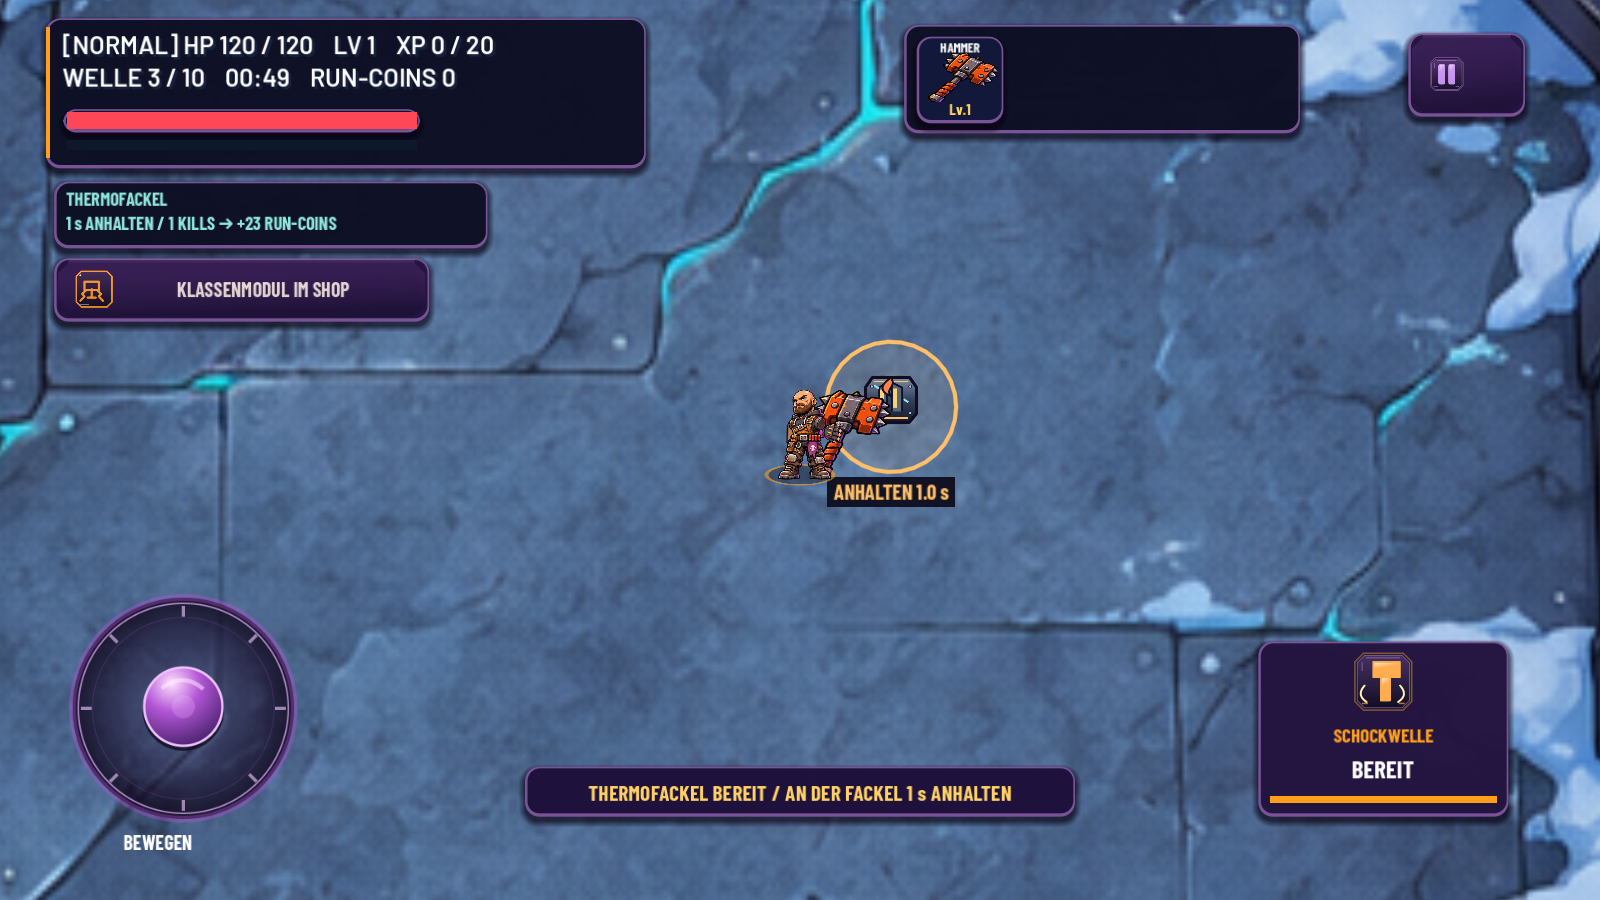 [NORMAL] HP 120 / 120 LV 1 XP 0 / 20
WELLE 3 / 10 00:49 RUN-COINS 0
HAMMER
Lv.1
THERMOFACKEL
1 s ANHALTEN / 1 KILLS → +23 RUN-COINS
KLASSENMODUL IM SHOP
ANHALTEN 1.0 s
SCHOCKWELLE
BEREIT
THERMOFACKEL BEREIT / AN DER FACKEL 1 s ANHALTEN
BEWEGEN